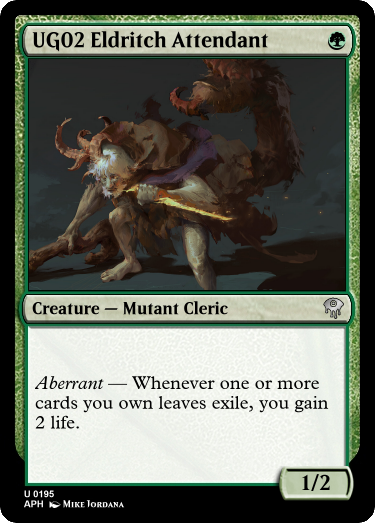 UG02 Eldritch Attendant
Creature — Mutant Cleric
Aberrant — Whenever one or more
cards you own leaves exile, you gain
2 life.
1/2
U 0195
APH Mike Jordana